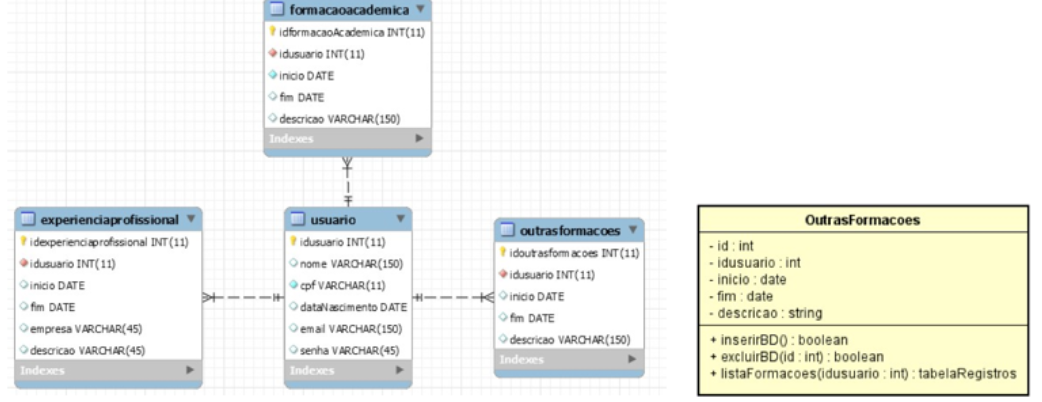 formacaoacademica
idformacaoAcademica INT(11)
idusuario INT(11)
inicio DATE
fim DATE
descricao VARCHAR(150)
Indexes
experienciaprofissional
idexperienciaprofissional INT(11)
idusuario INT(11)
inicio DATE
fim DATE
empresa VARCHAR(45)
descricao VARCHAR(45)
Indexes
usuario
idusuario INT(11)
nome VARCHAR(150)
cpf VARCHAR(11)
dataNascimento DATE
email VARCHAR(150)
senha VARCHAR(45)
Indexes
outrasformacoes
idoutrasformacoes INT(11)
idusuario INT(11)
inicio DATE
fim DATE
descricao VARCHAR(150)
Indexes
OutrasFormacoes
- id : int
- idusuario : int
- inicio : date
- fim : date
- descricao : string
+ inserirBD() : boolean
+ excluirBD(id : int) : boolean
+ listaFormacoes(idusuario : int) : tabelaRegistros